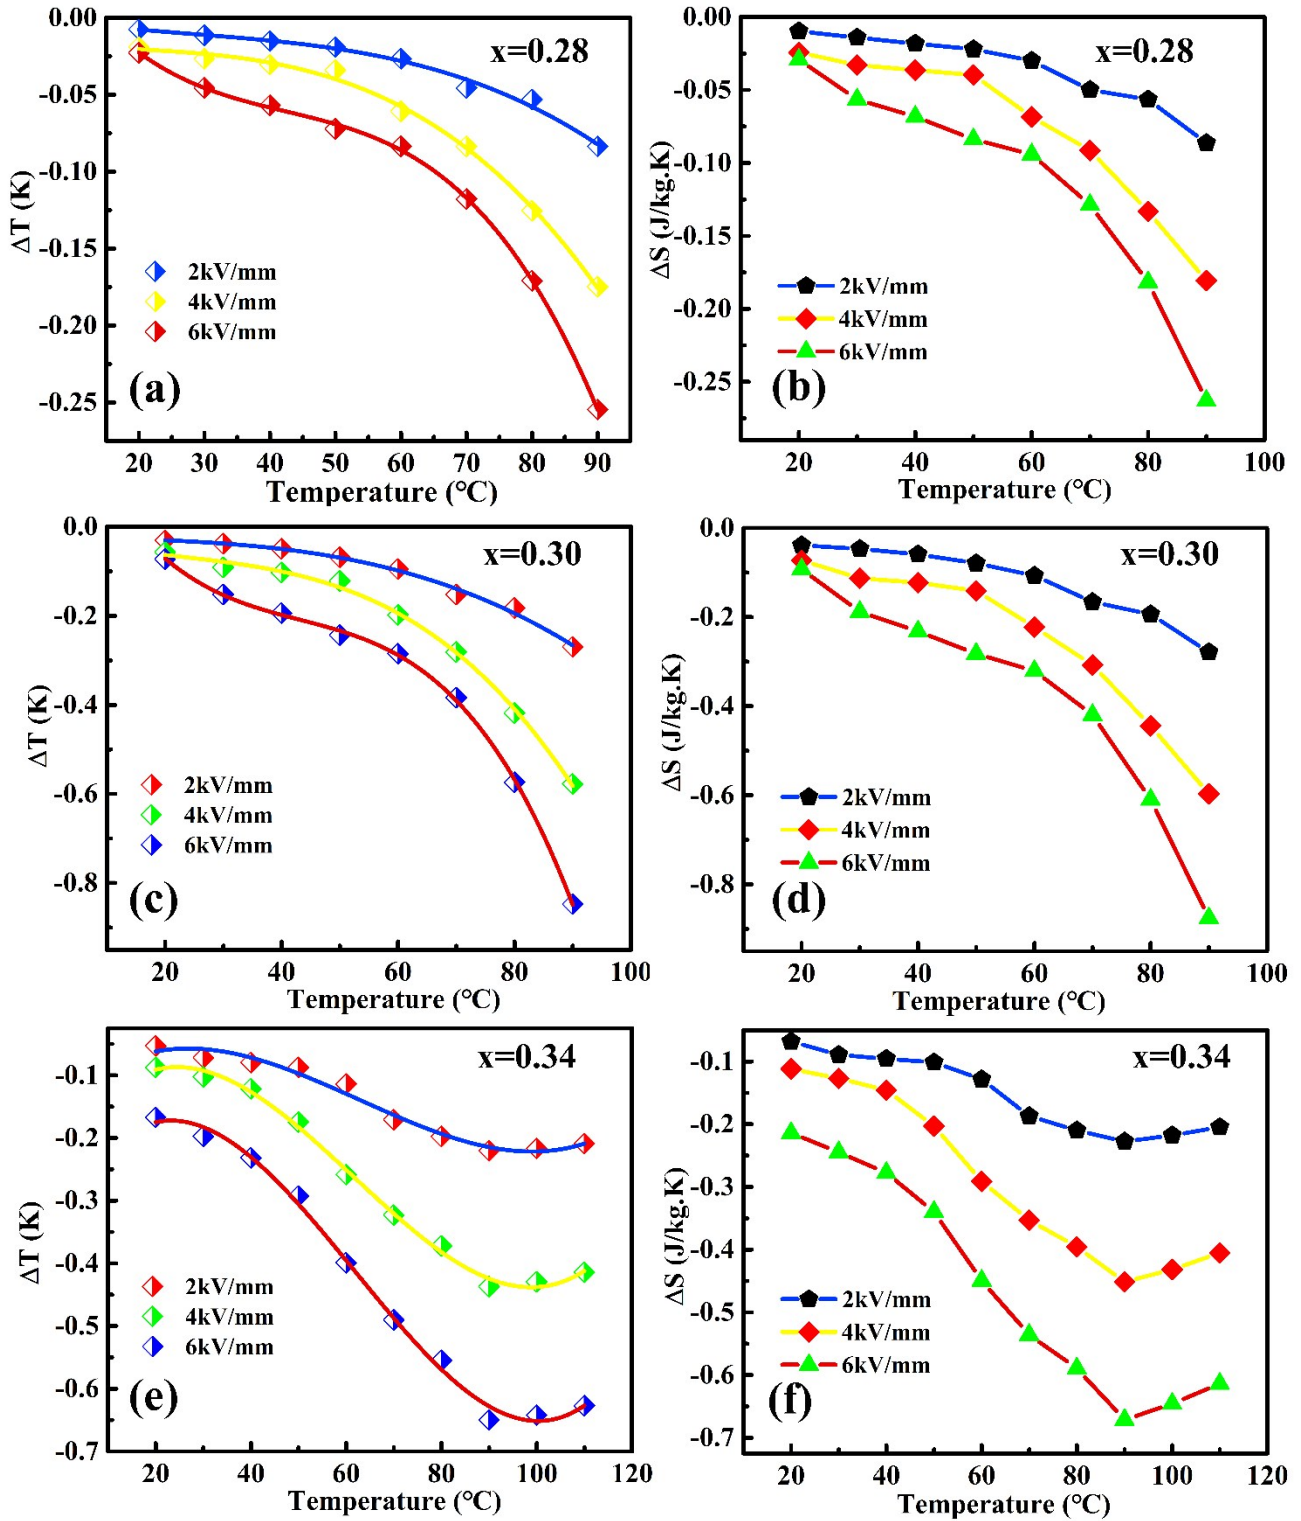 0.00
-0.05
-0.10
-0.15
-0.20
-0.25
ΔT (K)
x=0.28
2kV/mm
4kV/mm
6kV/mm
(a)
20 30 40 50 60 70 80 90
Temperature (°C)
0.00
-0.05
-0.10
-0.15
-0.20
-0.25
ΔS (J/kg.K)
x=0.28
2kV/mm
4kV/mm
6kV/mm
(b)
20 40 60 80 100
Temperature (°C)
0.0
-0.2
-0.4
-0.6
-0.8
ΔT (K)
x=0.30
2kV/mm
4kV/mm
6kV/mm
(c)
20 40 60 80 100
Temperature (°C)
0.0
-0.2
-0.4
-0.6
-0.8
ΔS (J/kg.K)
x=0.30
2kV/mm
4kV/mm
6kV/mm
(d)
20 40 60 80 100
Temperature (°C)
-0.1
-0.2
-0.3
-0.4
-0.5
-0.6
-0.7
ΔT (K)
x=0.34
2kV/mm
4kV/mm
6kV/mm
(e)
20 40 60 80 100 120
Temperature (°C)
-0.1
-0.2
-0.3
-0.4
-0.5
-0.6
-0.7
ΔS (J/kg.K)
x=0.34
2kV/mm
4kV/mm
6kV/mm
(f)
20 40 60 80 100 120
Temperature (°C)